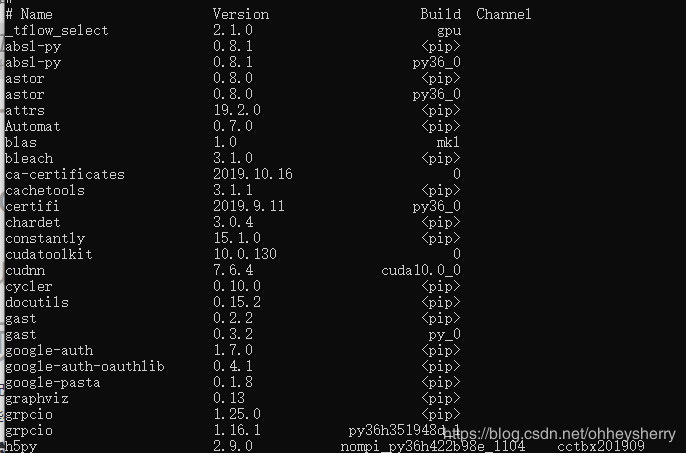 # Name Version Build Channel
_tflow_select 2.1.0 gpu
absl-py 0.8.1 <pip>
absl-py 0.8.1 py36_0
astor 0.8.0 <pip>
astor 0.8.0 py36_0
attrs 19.2.0 <pip>
Automat 0.7.0 <pip>
blas 1.0 mkl
bleach 3.1.0 <pip>
ca-certificates 2019.10.16 0
cachetools 3.1.1 <pip>
certifi 2019.9.11 py36_0
chardet 3.0.4 <pip>
constantly 15.1.0 <pip>
cudatoolkit 10.0.130 0
cudnn 7.6.4 cuda10.0_0
cycler 0.10.0 <pip>
docutils 0.15.2 <pip>
gast 0.2.2 <pip>
gast 0.3.2 py_0
google-auth 1.7.0 <pip>
google-auth-oauthlib 0.4.1 <pip>
google-pasta 0.1.8 <pip>
graphviz 0.13 <pip>
grpcio 1.25.0 <pip>
grpcio 1.16.1 py36h351948d_1
https://blog.csdn.net/ohheysherry
h5py 2.9.0 nompi_py36h422b98e_1104 cctbx201909